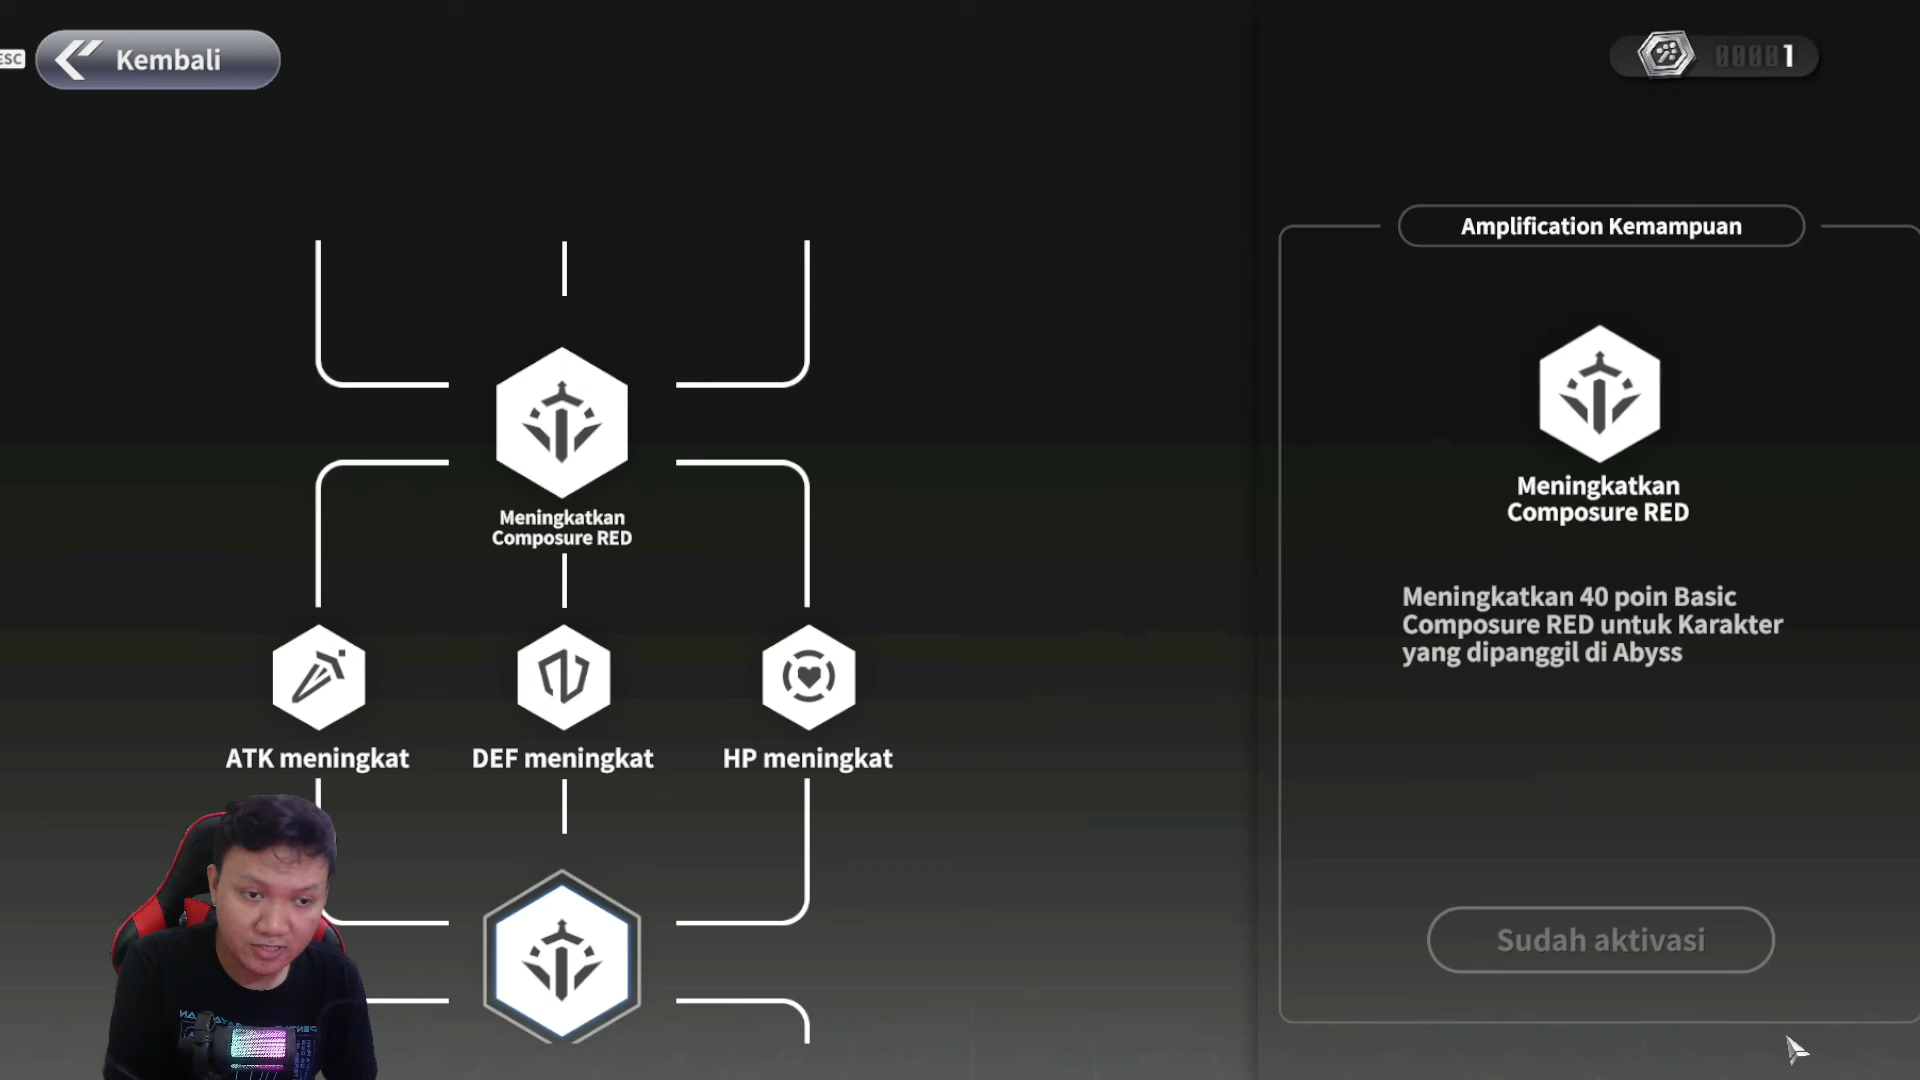 ESC
Kembali
00001
Amplification Kemampuan
Meningkatkan
Composure RED
Meningkatkan
Composure RED
Meningkatkan 40 poin Basic
Composure RED untuk Karakter
yang dipanggil di Abyss
ATK meningkat
DEF meningkat
HP meningkat
Sudah aktivasi